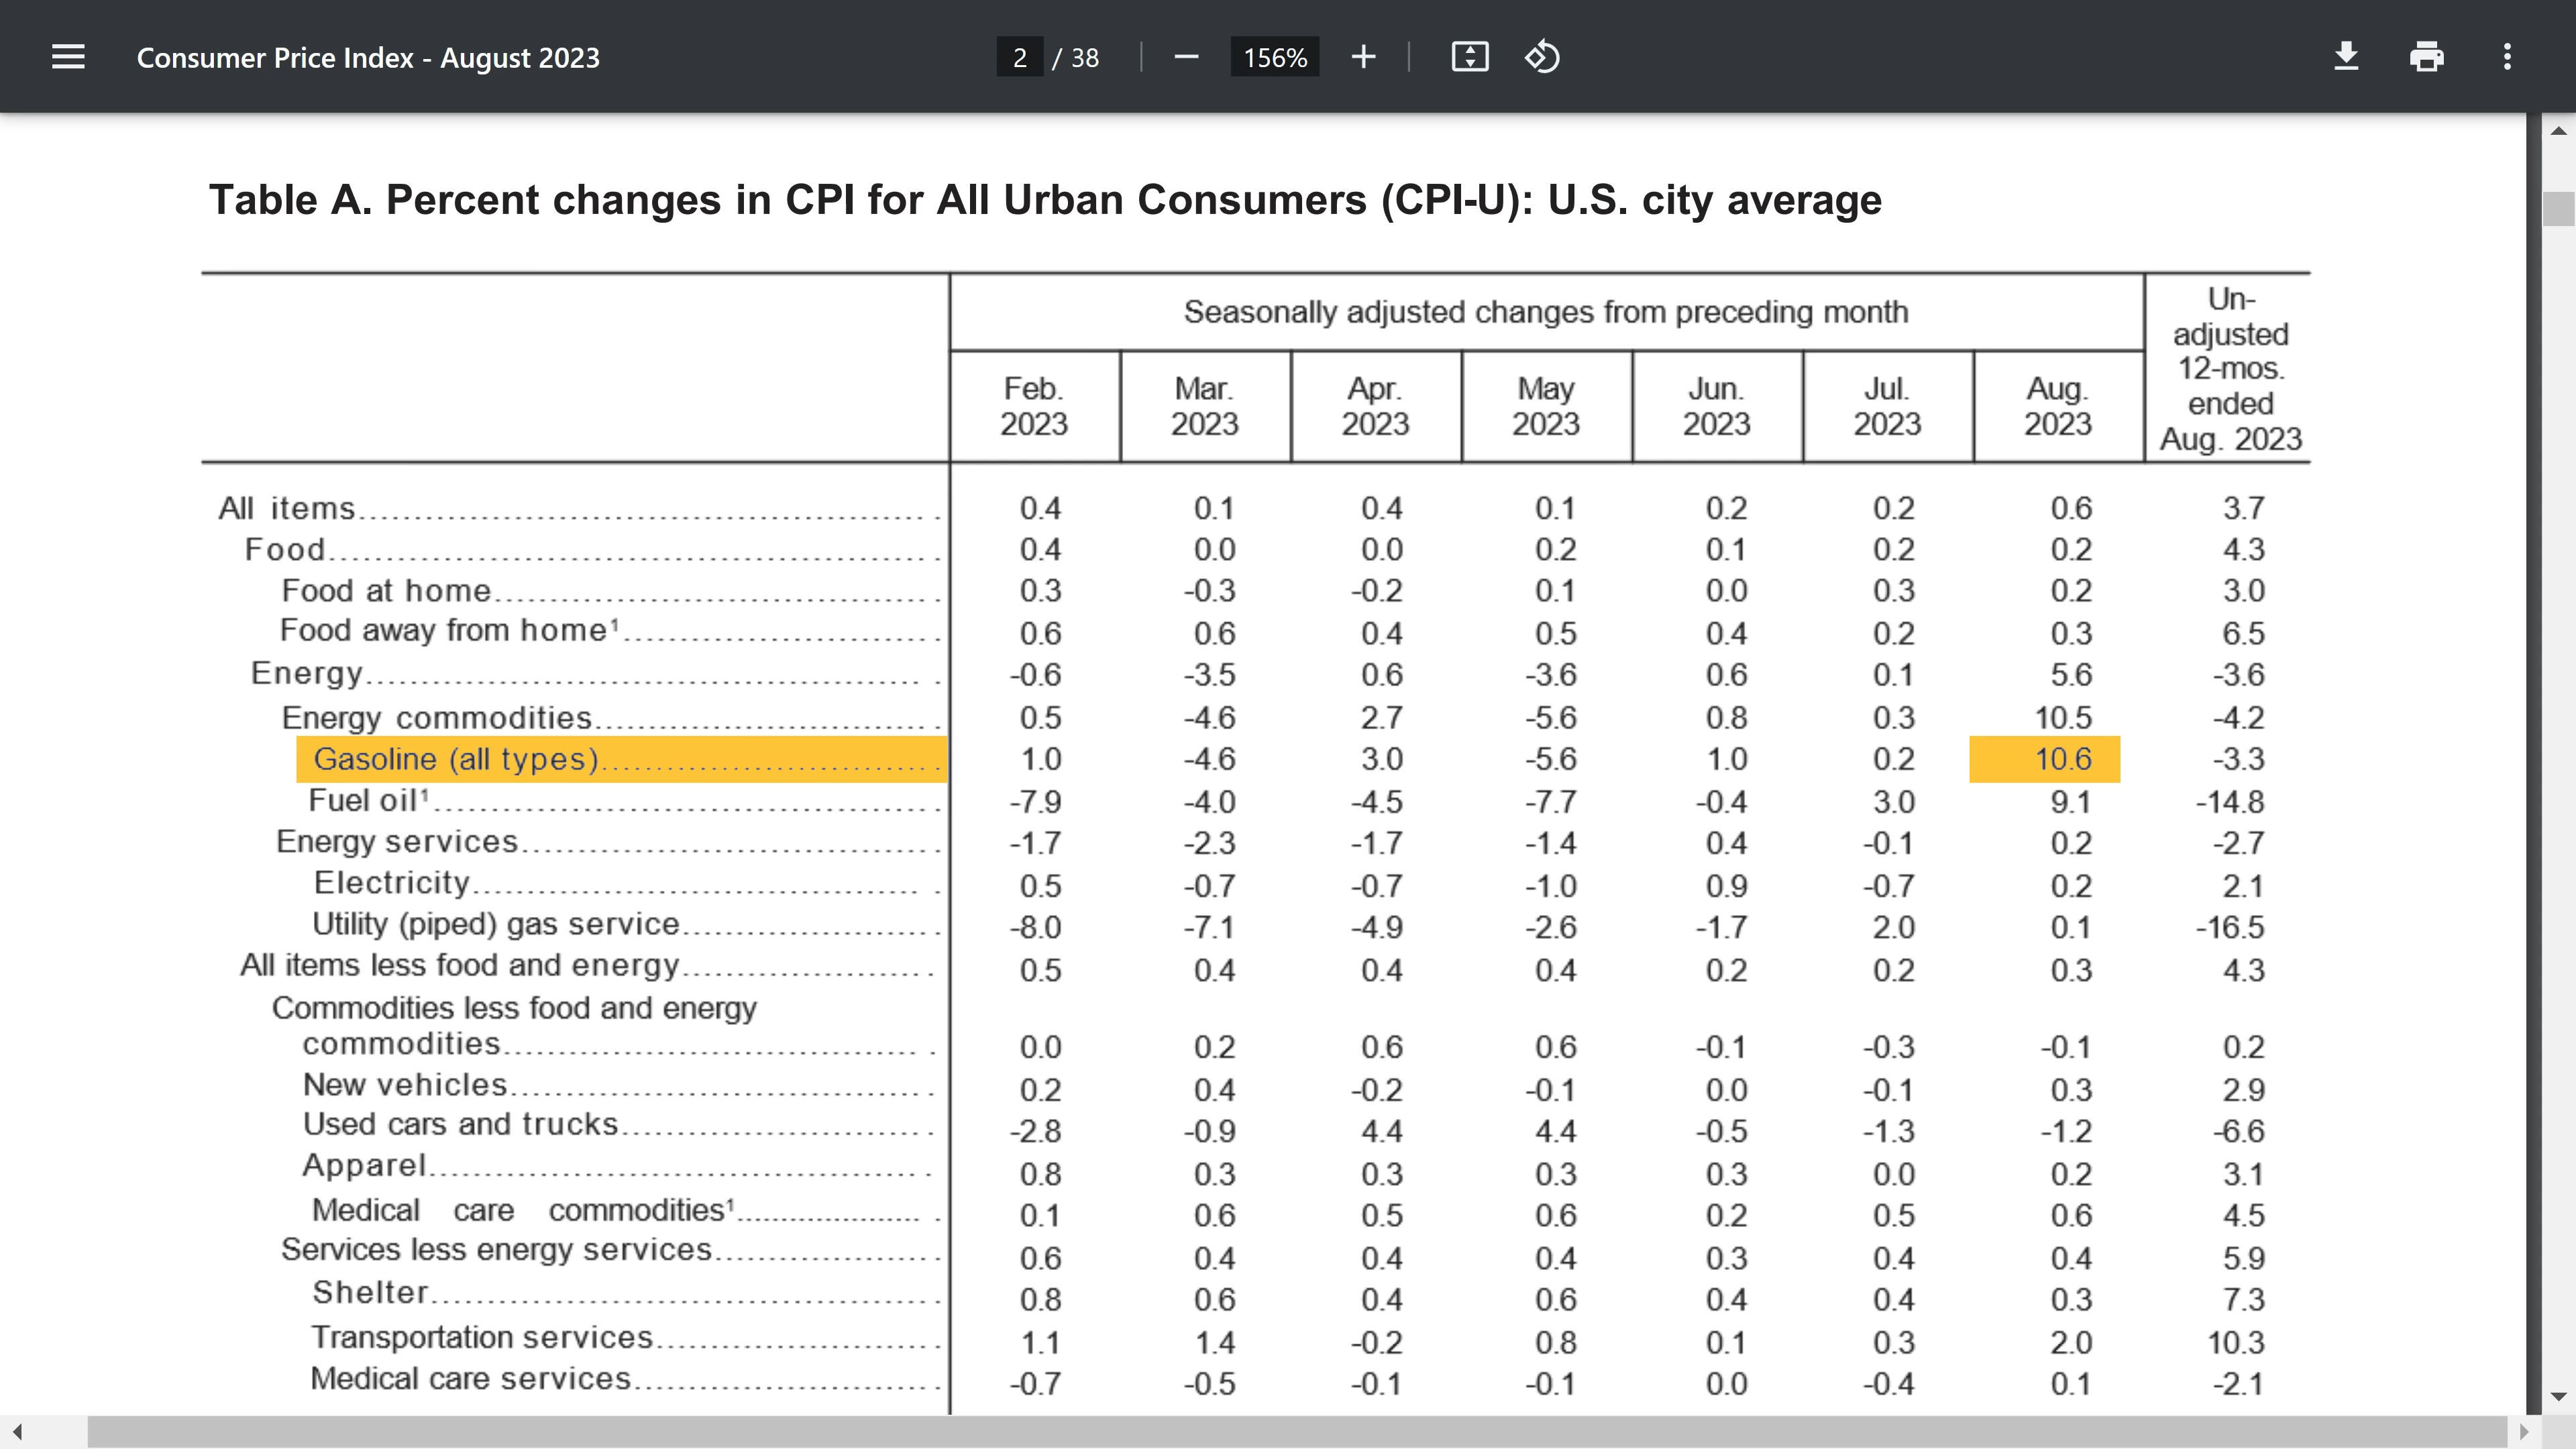 Consumer Price Index - August 2023 2 / 38 156%
Table A. Percent changes in CPI for All Urban Consumers (CPI-U): U.S. city average
Seasonally adjusted changes from preceding month
Un-
adjusted
12-mos.
ended
Aug. 2023
Feb. 2023 Mar. 2023 Apr. 2023 May 2023 Jun. 2023 Jul. 2023 Aug. 2023
All items 0.4 0.1 0.4 0.1 0.2 0.2 0.6 3.7
Food 0.4 0.0 0.0 0.2 0.1 0.2 0.2 4.3
Food at home 0.3 -0.3 -0.2 0.1 0.0 0.3 0.2 3.0
Food away from home¹ 0.6 0.6 0.4 0.5 0.4 0.2 0.3 6.5
Energy -0.6 -3.5 0.6 -3.6 0.6 0.1 5.6 -3.6
Energy commodities 0.5 -4.6 2.7 -5.6 0.8 0.3 10.5 -4.2
Gasoline (all types) 1.0 -4.6 3.0 -5.6 1.0 0.2 10.6 -3.3
Fuel oil¹ -7.9 -4.0 -4.5 -7.7 -0.4 3.0 9.1 -14.8
Energy services -1.7 -2.3 -1.7 -1.4 0.4 -0.1 0.2 -2.7
Electricity 0.5 -0.7 -0.7 -1.0 0.9 -0.7 0.2 2.1
Utility (piped) gas service -8.0 -7.1 -4.9 -2.6 -1.7 2.0 0.1 -16.5
All items less food and energy 0.5 0.4 0.4 0.4 0.2 0.2 0.3 4.3
Commodities less food and energy
commodities 0.0 0.2 0.6 0.6 -0.1 -0.3 -0.1 0.2
New vehicles 0.2 0.4 -0.2 -0.1 0.0 -0.1 0.3 2.9
Used cars and trucks -2.8 -0.9 4.4 4.4 -0.5 -1.3 -1.2 -6.6
Apparel 0.8 0.3 0.3 0.3 0.3 0.0 0.2 3.1
Medical care commodities¹ 0.1 0.6 0.5 0.6 0.2 0.5 0.6 4.5
Services less energy services 0.6 0.4 0.4 0.4 0.3 0.4 0.4 5.9
Shelter 0.8 0.6 0.4 0.6 0.4 0.4 0.3 7.3
Transportation services 1.1 1.4 -0.2 0.8 0.1 0.3 2.0 10.3
Medical care services -0.7 -0.5 -0.1 -0.1 0.0 -0.4 0.1 -2.1